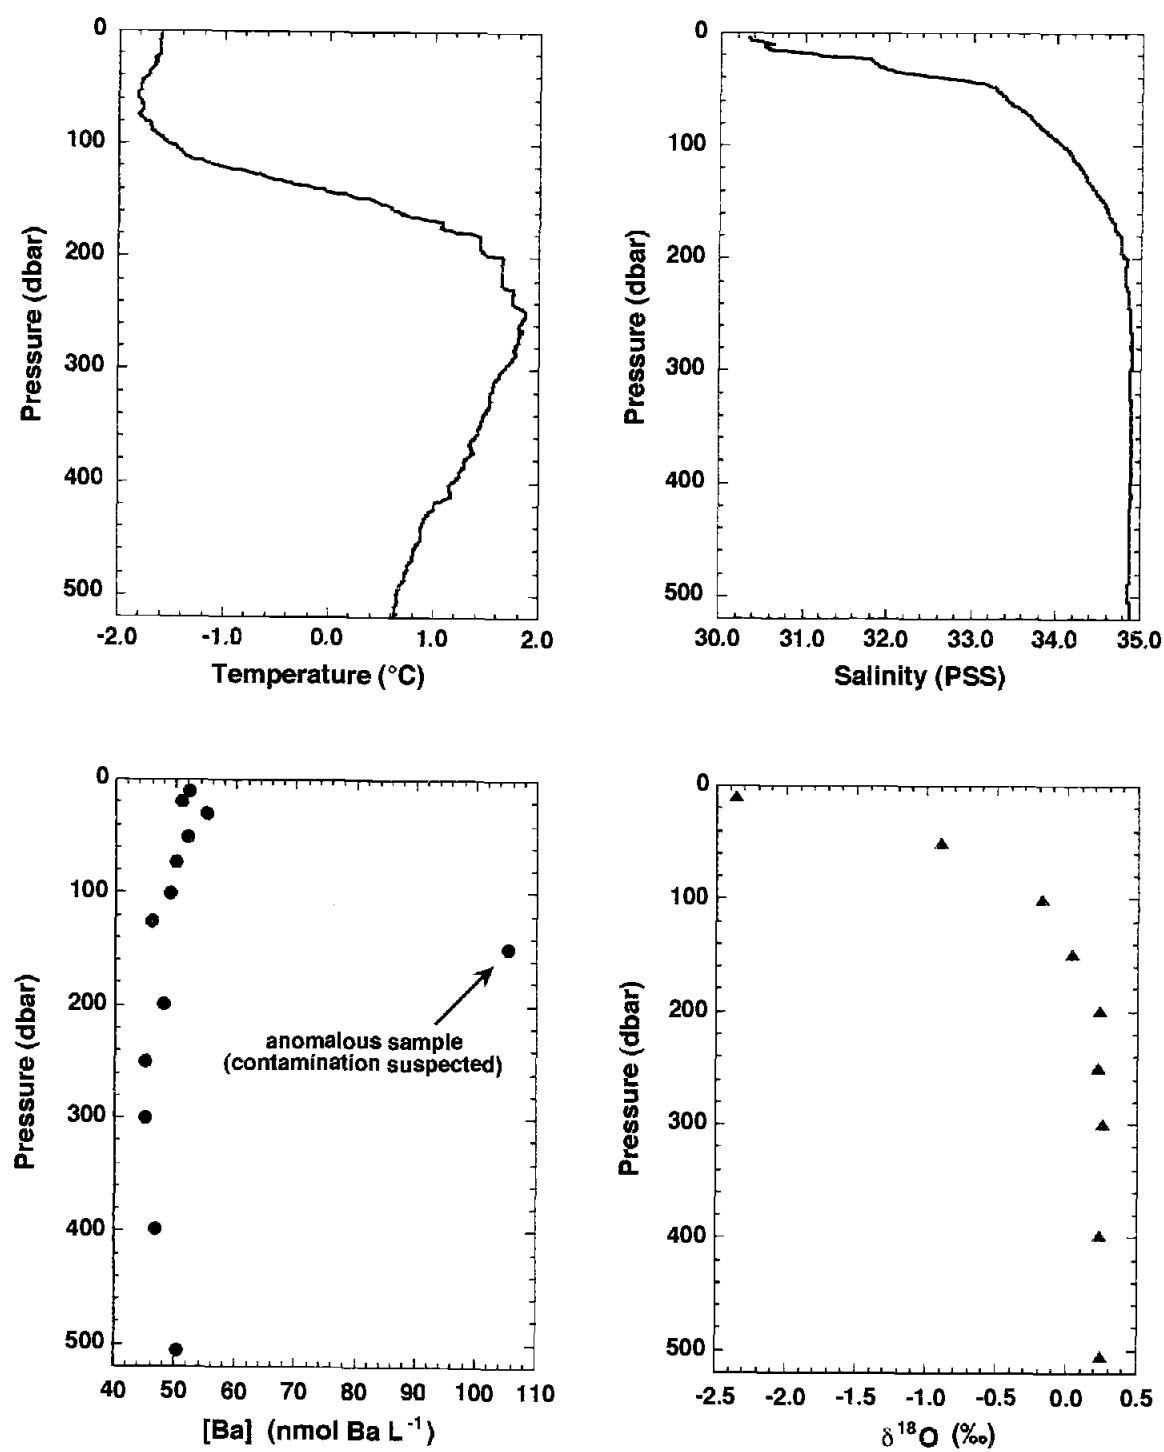 0
100
200
300
400
500
Pressure (dbar)
-2.0 -1.0 0.0 1.0 2.0
Temperature (°C)
0
100
200
300
400
500
Pressure (dbar)
30.0 31.0 32.0 33.0 34.0 35.0
Salinity (PSS)
0
100
200
300
400
500
Pressure (dbar)
anomalous sample
(contamination suspected)
40 50 60 70 80 90 100 110
[Ba] (nmol Ba L⁻¹)
0
100
200
300
400
500
Pressure (dbar)
-2.5 -2.0 -1.5 -1.0 -0.5 0.0 0.5
δ¹⁸O (‰)